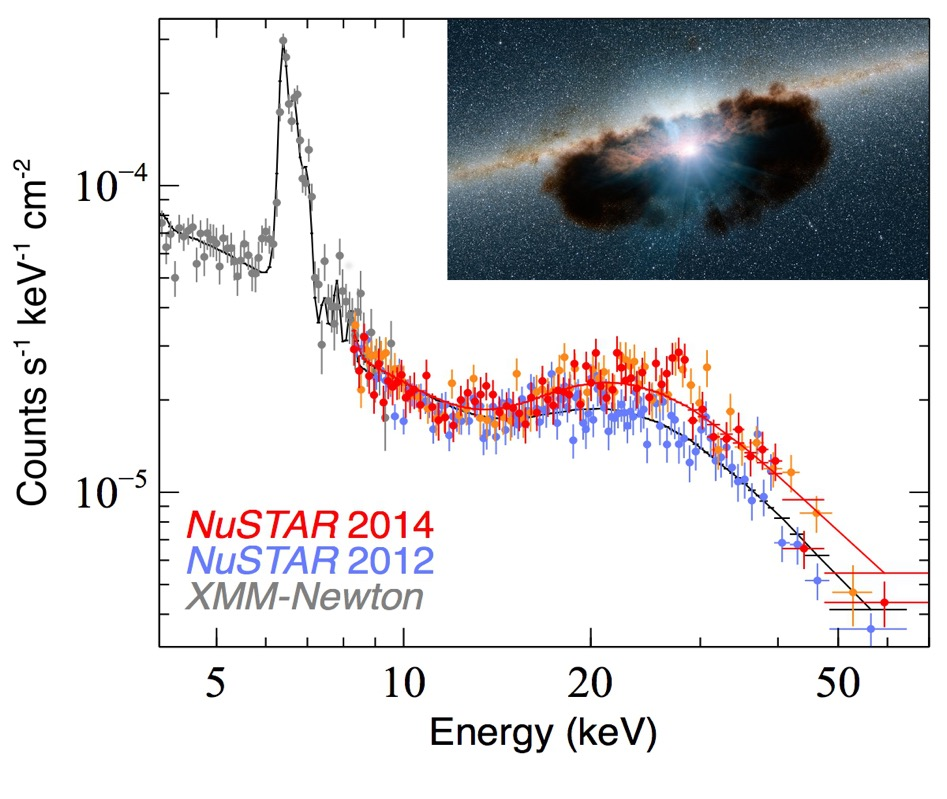 Counts s⁻¹ keV⁻¹ cm⁻²
10⁻⁴
10⁻⁵
NuSTAR 2014
NuSTAR 2012
XMM-Newton
5 10 20 50
Energy (keV)